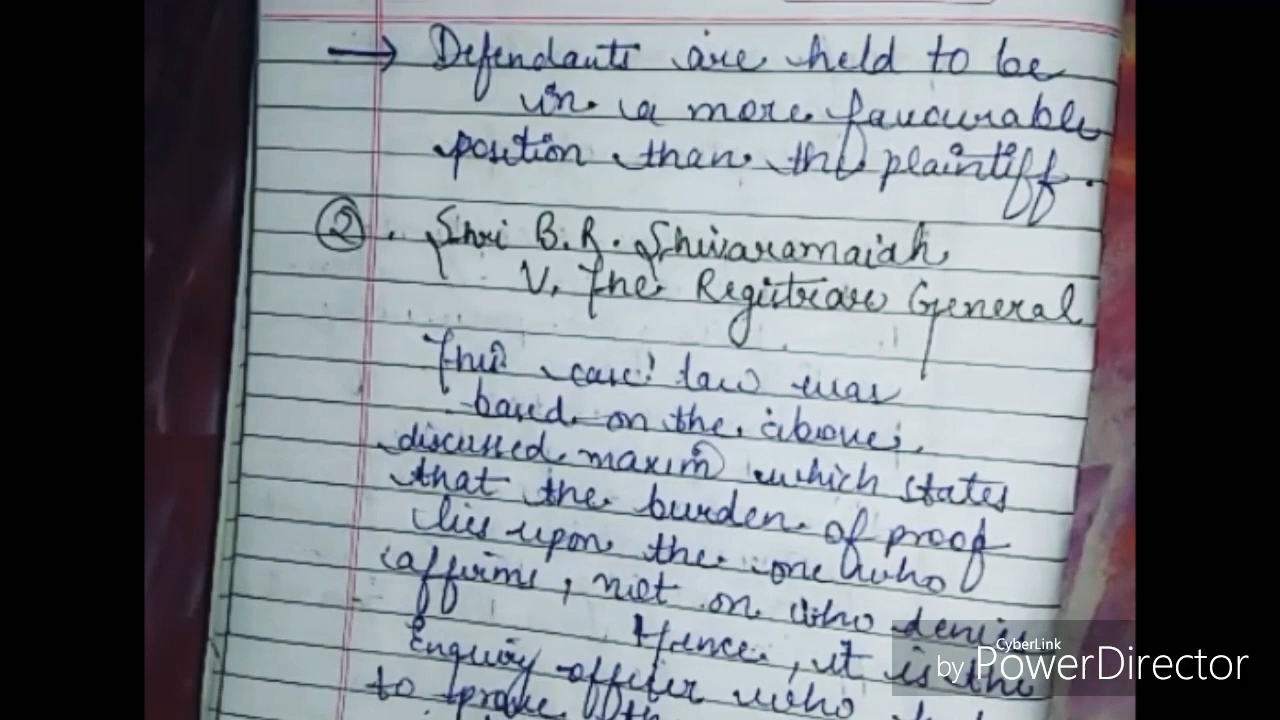 → Defendants are held to be
in a more favourable
position than the plaintiff.
②. Shri B.R. Shivaramaiah
V. The Registrar General
This case law was
based on the above
discussed maxim which states
that the burden of proof
lies upon the one who
affirms, not on who denies
Hence, it is the
Enquiry officer who
to prove
CyberLink
by PowerDirector